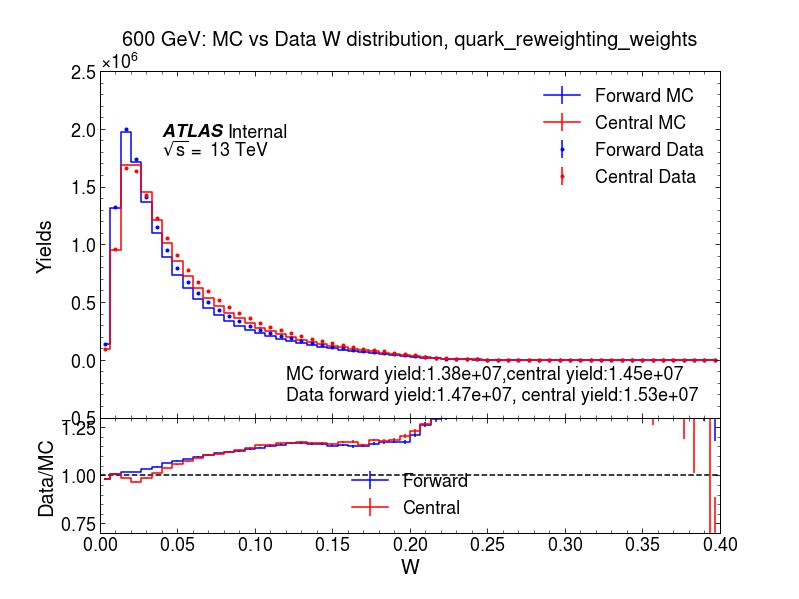 600 GeV: MC vs Data W distribution, quark_reweighting_weights
×10⁶
2.5
2.0
1.5
1.0
0.5
0.0
0.5
Yields
ATLAS Internal
√s = 13 TeV
Forward MC
Central MC
Forward Data
Central Data
MC forward yield:1.38e+07,central yield:1.45e+07
Data forward yield:1.47e+07, central yield:1.53e+07
1.25
1.00
0.75
Data/MC
Forward
Central
0.00 0.05 0.10 0.15 0.20 0.25 0.30 0.35 0.40
W